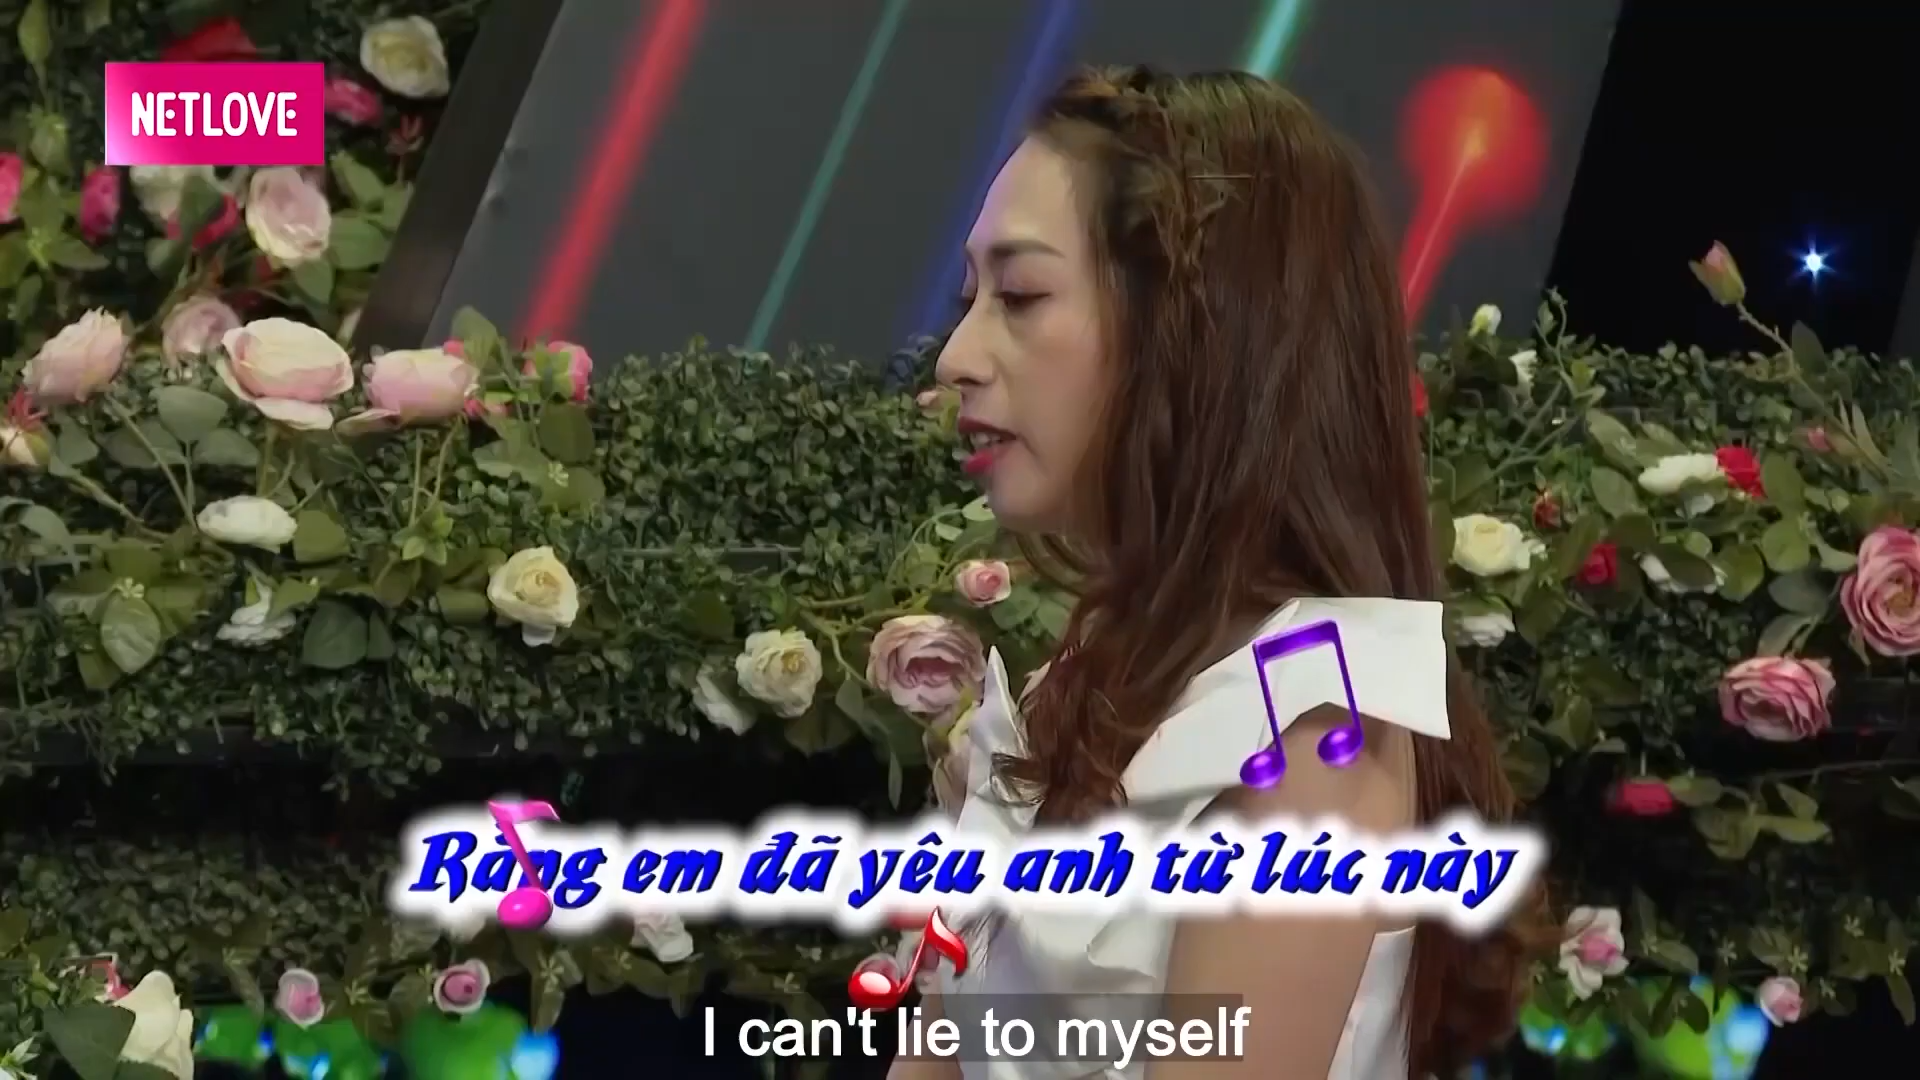 NETLOVE
Rằng em đã yêu anh từ lúc này
I can't lie to myself